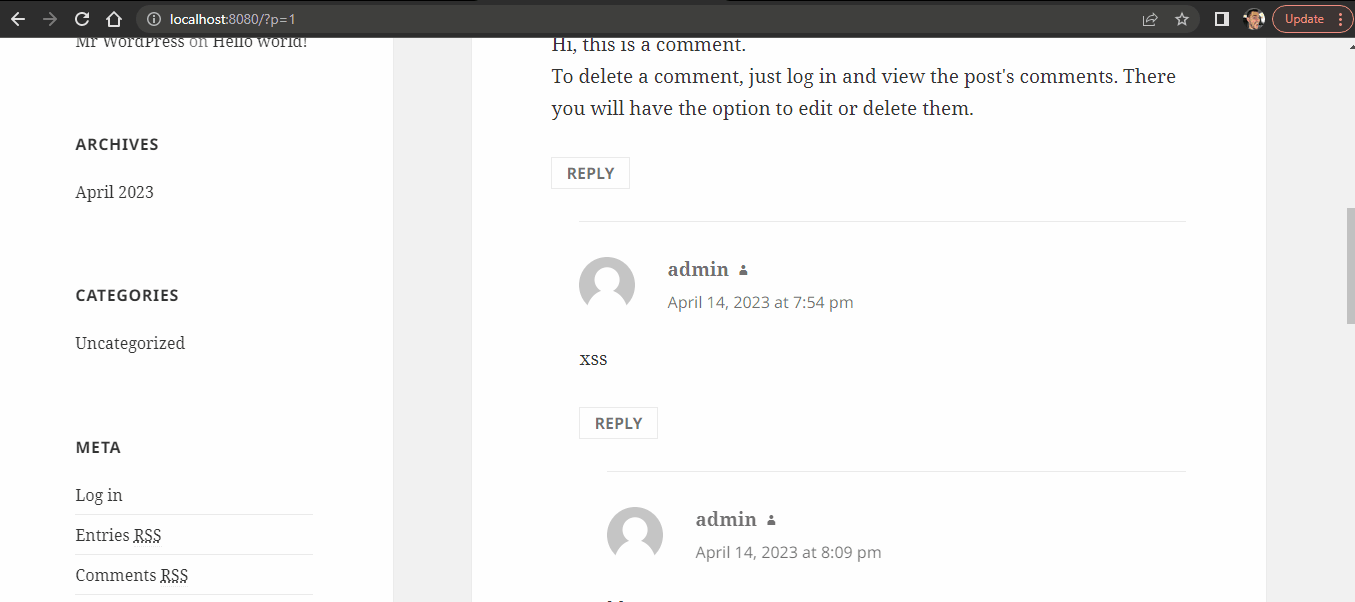 localhost:8080/?p=1
Update
Mr WordPress on Hello world!
ARCHIVES
April 2023
CATEGORIES
Uncategorized
META
Log in
Entries RSS
Comments RSS
Hi, this is a comment.
To delete a comment, just log in and view the post's comments. There
you will have the option to edit or delete them.
REPLY
admin
April 14, 2023 at 7:54 pm
xss
REPLY
admin
April 14, 2023 at 8:09 pm